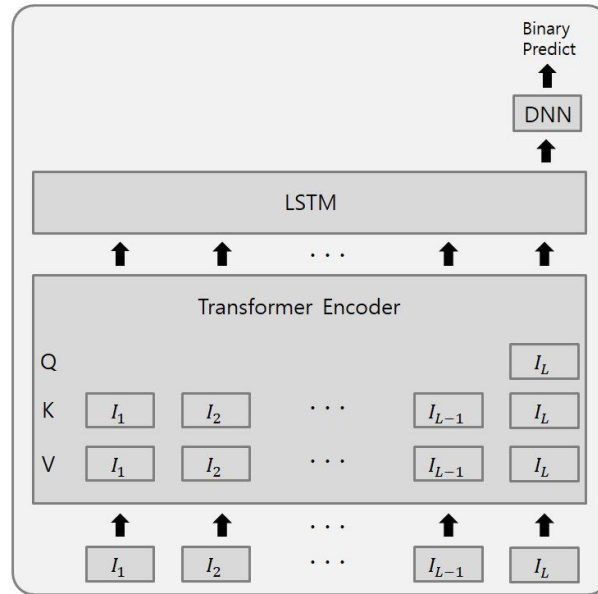 Binary
Predict
DNN
LSTM
. . .
Transformer Encoder
Q I_L
K I_1 I_2 . . . I_{L-1} I_L
V I_1 I_2 . . . I_{L-1} I_L
. . .
I_1 I_2 . . . I_{L-1} I_L